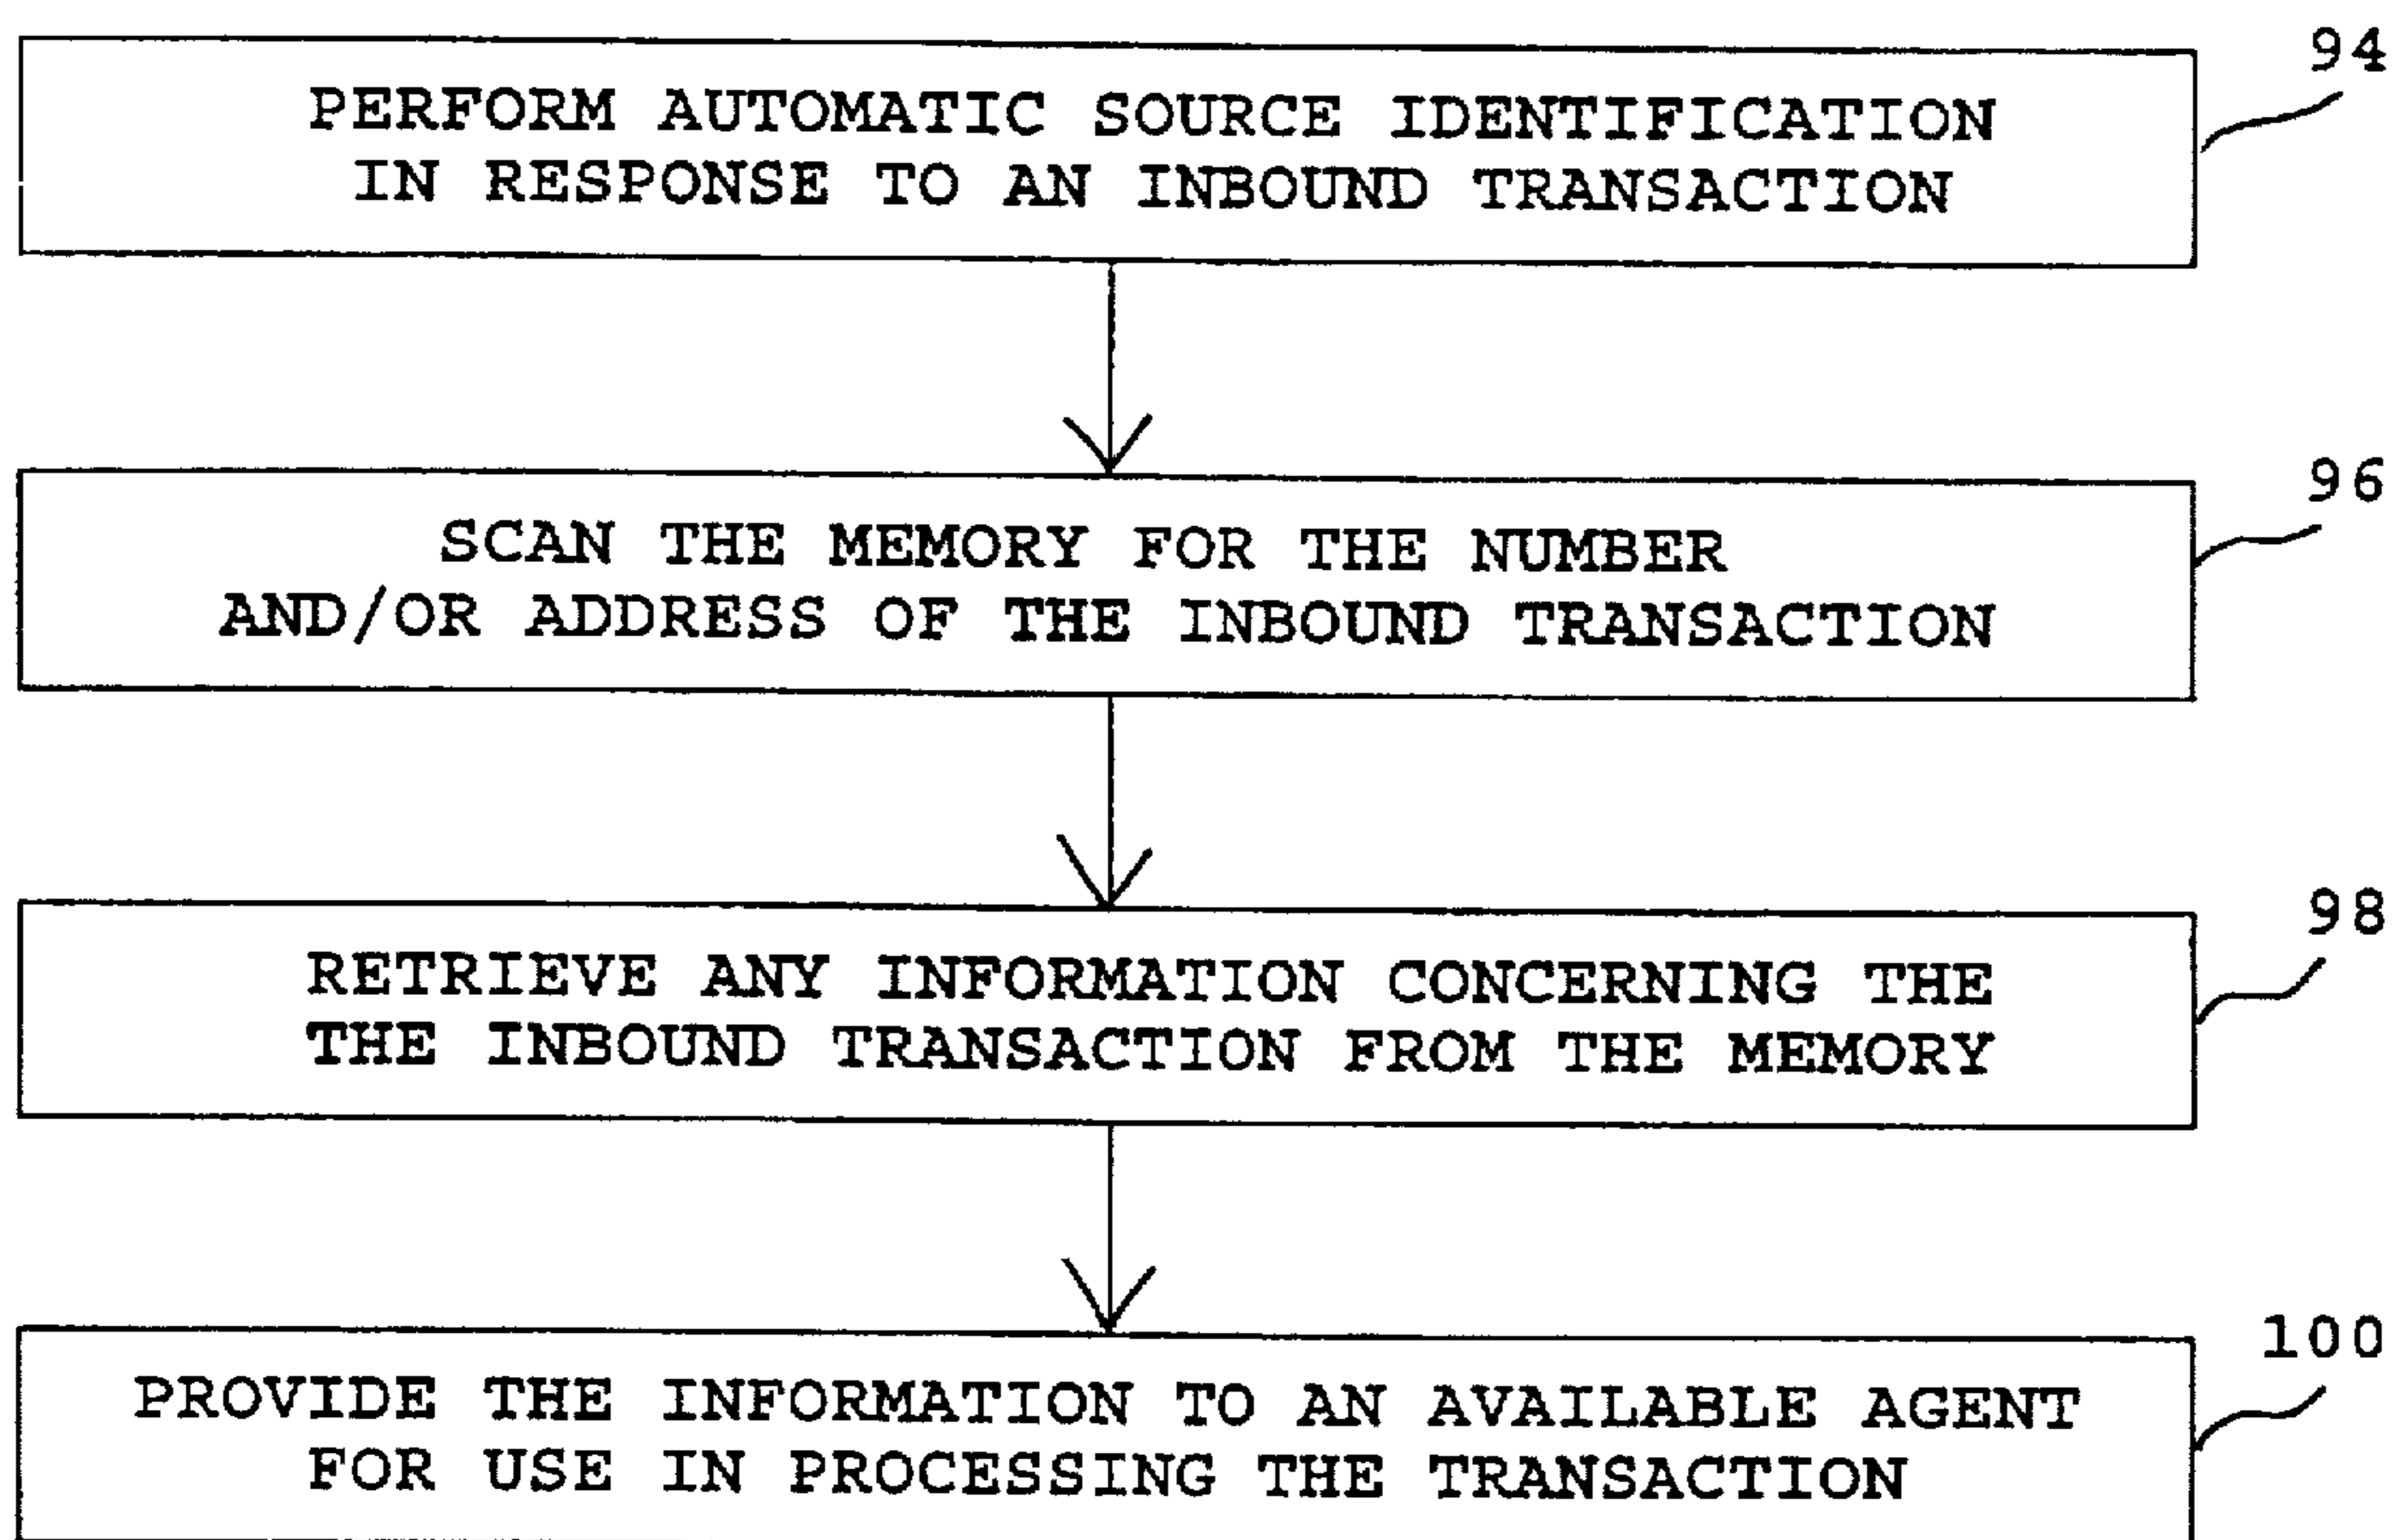 94
PERFORM AUTOMATIC SOURCE IDENTIFICATION
IN RESPONSE TO AN INBOUND TRANSACTION
96
SCAN THE MEMORY FOR THE NUMBER
AND/OR ADDRESS OF THE INBOUND TRANSACTION
98
RETRIEVE ANY INFORMATION CONCERNING THE
THE INBOUND TRANSACTION FROM THE MEMORY
100
PROVIDE THE INFORMATION TO AN AVAILABLE AGENT
FOR USE IN PROCESSING THE TRANSACTION